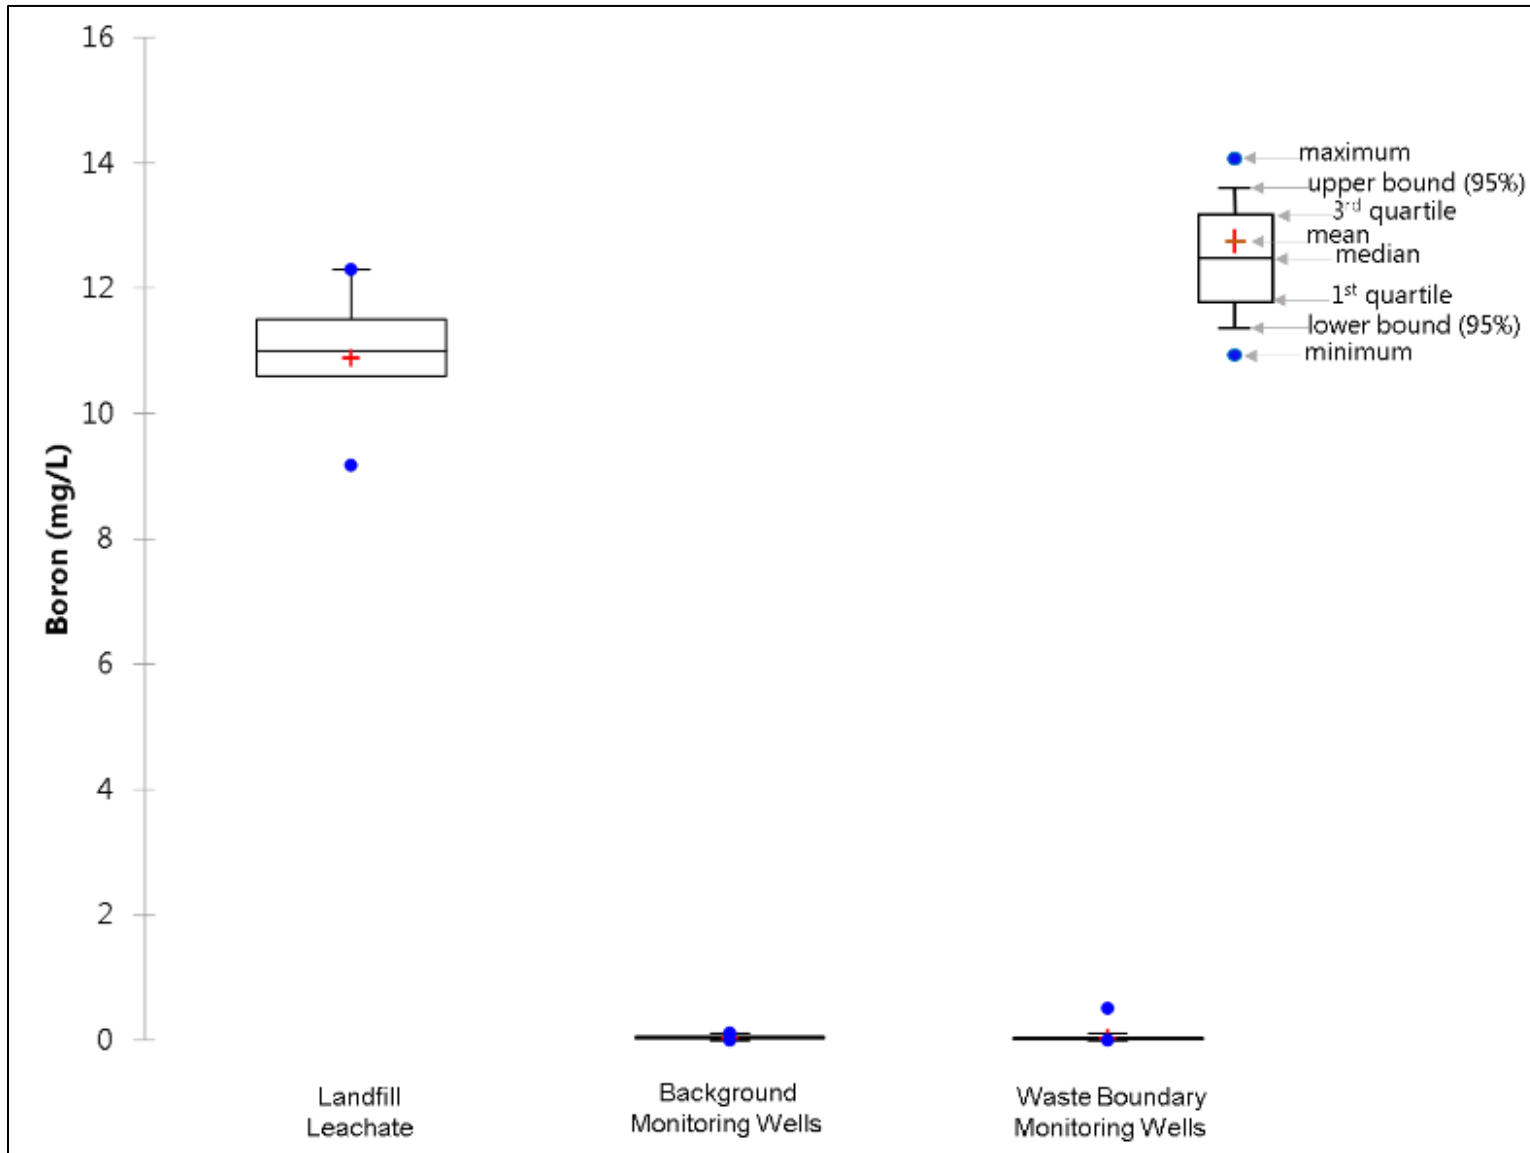 16
14
12
10
8
6
4
2
0
Boron (mg/L)
maximum
upper bound (95%)
3rd quartile
mean
median
1st quartile
lower bound (95%)
minimum
Landfill
Leachate
Background
Monitoring Wells
Waste Boundary
Monitoring Wells